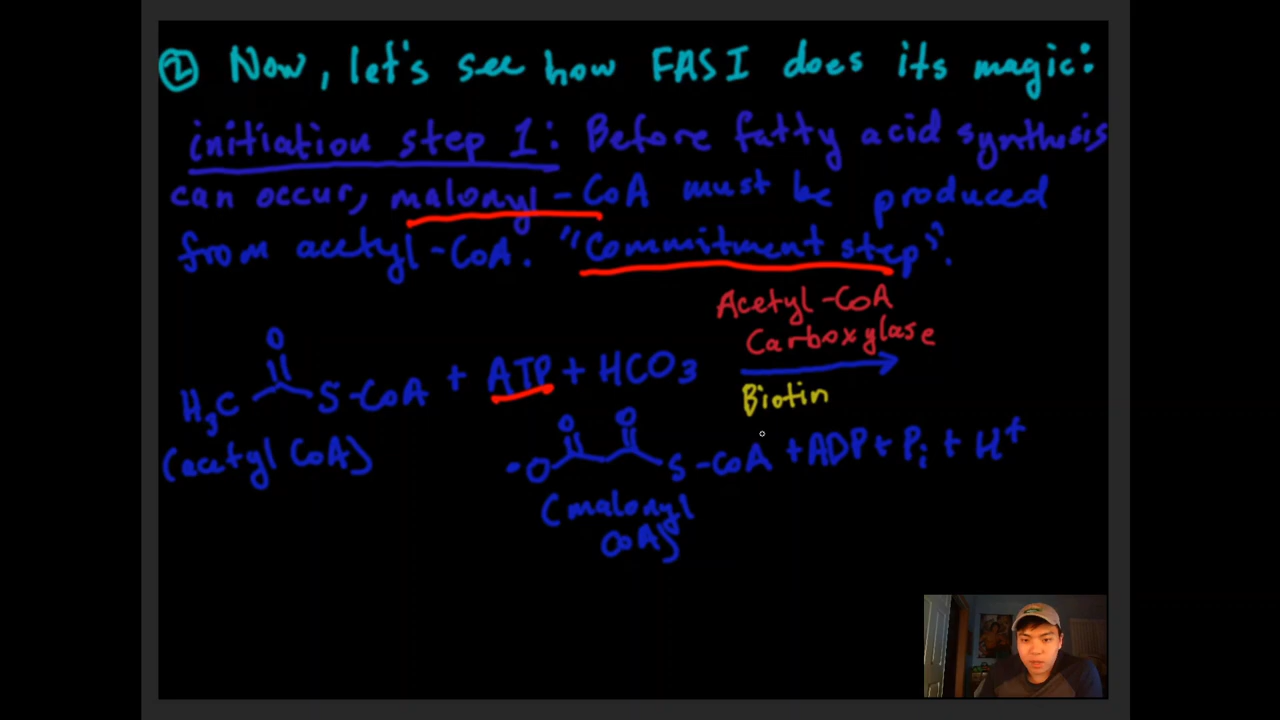 ② Now, let's see how FASI does its magic:
initiation step 1: Before fatty acid synthesis
can occur, malonyl-CoA must be produced
from acetyl-CoA. "Commitment step".
Acetyl-CoA
Carboxylase
O
H₃C S-CoA + ATP + HCO₃
Biotin
(acetyl CoA)
O O
-O S-CoA + ADP + Pi + H⁺
(malonyl
CoA)